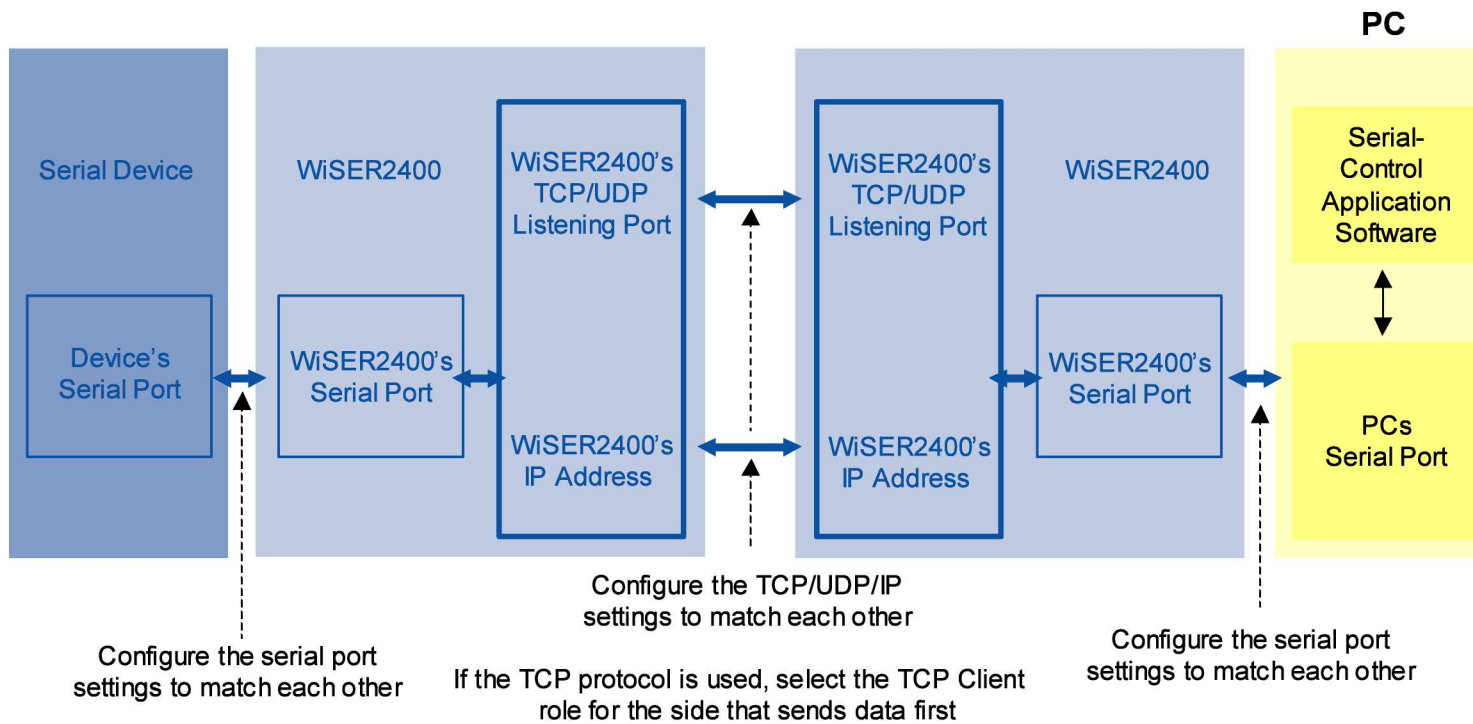 PC
Serial Device
WiSER2400
WiSER2400's
TCP/UDP
Listening Port
WiSER2400's
TCP/UDP
Listening Port
WiSER2400
Serial-
Control
Application
Software
Device's
Serial Port
WiSER2400's
Serial Port
WiSER2400's
IP Address
WiSER2400's
IP Address
WiSER2400's
Serial Port
PCs
Serial Port
Configure the serial port
settings to match each other
Configure the TCP/UDP/IP
settings to match each other
If the TCP protocol is used, select the TCP Client
role for the side that sends data first
Configure the serial port
settings to match each other